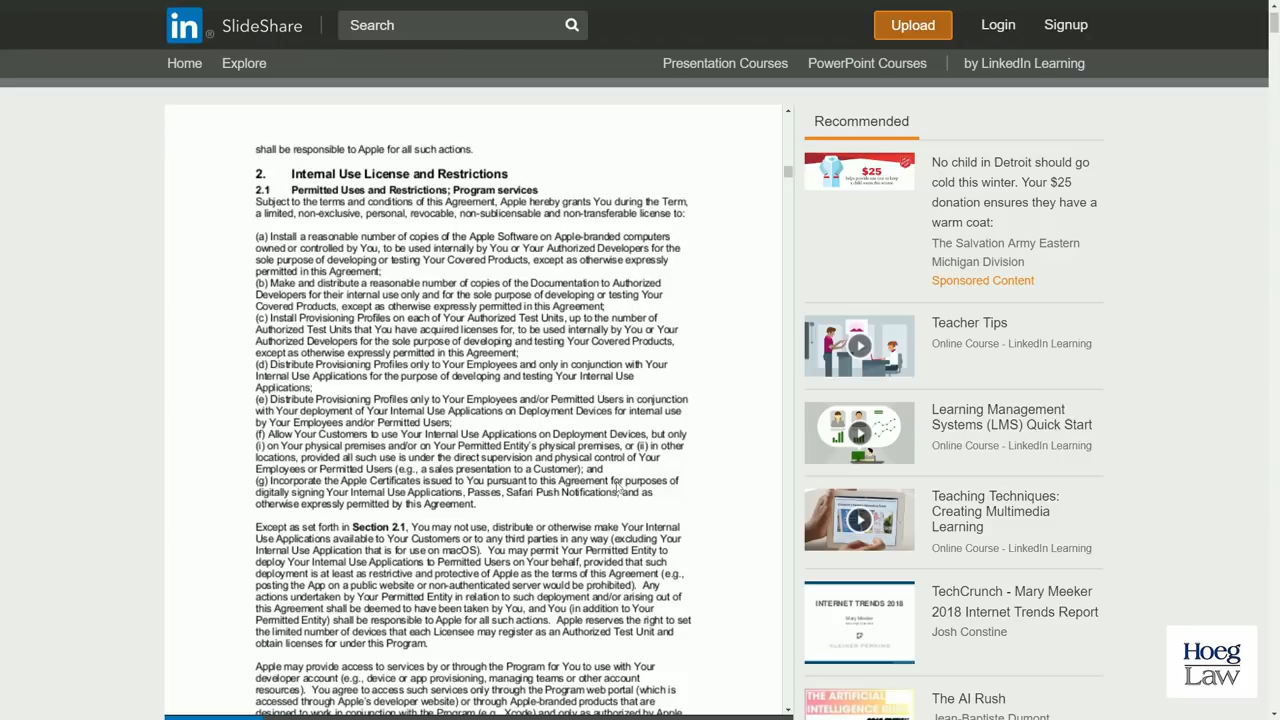 in® SlideShare
Search
Upload
Login
Signup
Home
Explore
Presentation Courses
PowerPoint Courses
by LinkedIn Learning
shall be responsible to Apple for all such actions.
2. Internal Use License and Restrictions
2.1 Permitted Uses and Restrictions; Program services
Subject to the terms and conditions of this Agreement, Apple hereby grants You during the Term,
a limited, non-exclusive, personal, revocable, non-sublicensable and non-transferable license to:
(a) Install a reasonable number of copies of the Apple Software on Apple-branded computers
owned or controlled by You, to be used internally by You or Your Authorized Developers for the
sole purpose of developing or testing Your Covered Products, except as otherwise expressly
permitted in this Agreement;
(b) Make and distribute a reasonable number of copies of the Documentation to Authorized
Developers for their internal use only and for the sole purpose of developing or testing Your
Covered Products, except as otherwise expressly permitted in this Agreement;
(c) Install Provisioning Profiles on each of Your Authorized Test Units, up to the number of
Authorized Test Units that You have acquired licenses for, to be used internally by You or Your
Authorized Developers for the sole purpose of developing and testing Your Covered Products,
except as otherwise expressly permitted in this Agreement;
(d) Distribute Provisioning Profiles only to Your Employees and only in conjunction with Your
Internal Use Applications for the purpose of developing and testing Your Internal Use
Applications;
(e) Distribute Provisioning Profiles only to Your Employees and/or Permitted Users in conjunction
with Your deployment of Your Internal Use Applications on Deployment Devices for internal use
by Your Employees and/or Permitted Users;
(f) Allow Your Customers to use Your Internal Use Applications on Deployment Devices, but only
(i) on Your physical premises and/or on Your Permitted Entity's physical premises, or (ii) in other
locations, provided all such use is under the direct supervision and physical control of Your
Employees or Permitted Users (e.g., a sales presentation to a Customer); and
(g) Incorporate the Apple Certificates issued to You pursuant to this Agreement for purposes of
digitally signing Your Internal Use Applications, Passes, Safari Push Notifications, and as
otherwise expressly permitted by this Agreement.
Except as set forth in Section 2.1, You may not use, distribute or otherwise make Your Internal
Use Applications available to Your Customers or to any third parties in any way (excluding Your
Internal Use Application that is for use on macOS). You may permit Your Permitted Entity to
deploy Your Internal Use Applications to Permitted Users on Your behalf, provided that such
deployment is at least as restrictive and protective of Apple as the terms of this Agreement (e.g.,
posting the App on a public website or non-authenticated server would be prohibited). Any
actions undertaken by Your Permitted Entity in relation to such deployment and/or arising out of
this Agreement shall be deemed to have been taken by You, and You (in addition to Your
Permitted Entity) shall be responsible to Apple for all such actions. Apple reserves the right to set
the limited number of devices that each Licensee may register as an Authorized Test Unit and
obtain licenses for under this Program.
Apple may provide access to services by or through the Program for You to use with Your
developer account (e.g., device or app provisioning, managing teams or other account
resources). You agree to access such services only through the Program web portal (which is
accessed through Apple's developer website) or through Apple-branded products that are
designed to work in conjunction with the Program (e.g., Xcode) and only as authorized by Apple
Recommended
$25
No child in Detroit should go
cold this winter. Your $25
donation ensures they have a
warm coat:
The Salvation Army Eastern
Michigan Division
Sponsored Content
Teacher Tips
Online Course - LinkedIn Learning
Learning Management
Systems (LMS) Quick Start
Online Course - LinkedIn Learning
Teaching Techniques:
Creating Multimedia
Learning
Online Course - LinkedIn Learning
INTERNET TRENDS 2018
Mary Meeker
KLEINER PERKINS
TechCrunch - Mary Meeker
2018 Internet Trends Report
Josh Constine
THE ARTIFICIAL
INTELLIGENCE
The AI Rush
Jean-Baptiste Dumont
Hoeg
Law